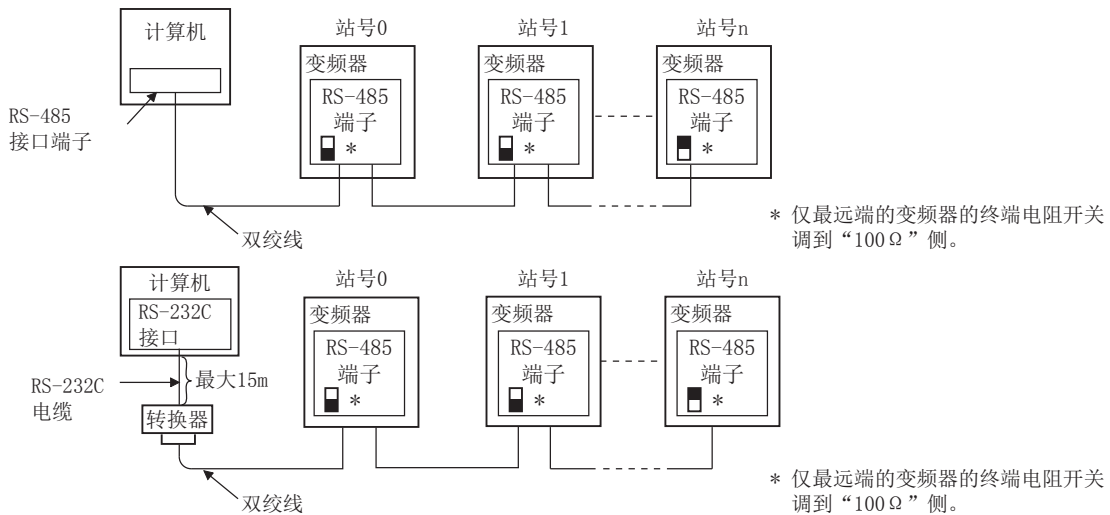 计算机
站号0
站号1
站号n
变频器
变频器
变频器
RS-485
端子
*
RS-485
端子
*
RS-485
端子
*
RS-485
接口端子
双绞线
* 仅最远端的变频器的终端电阻开关
调到“100Ω”侧。
计算机
RS-232C
接口
站号0
站号1
站号n
变频器
变频器
变频器
RS-485
端子
*
RS-485
端子
*
RS-485
端子
*
RS-232C
电缆
最大15m
转换器
双绞线
* 仅最远端的变频器的终端电阻开关
调到“100Ω”侧。